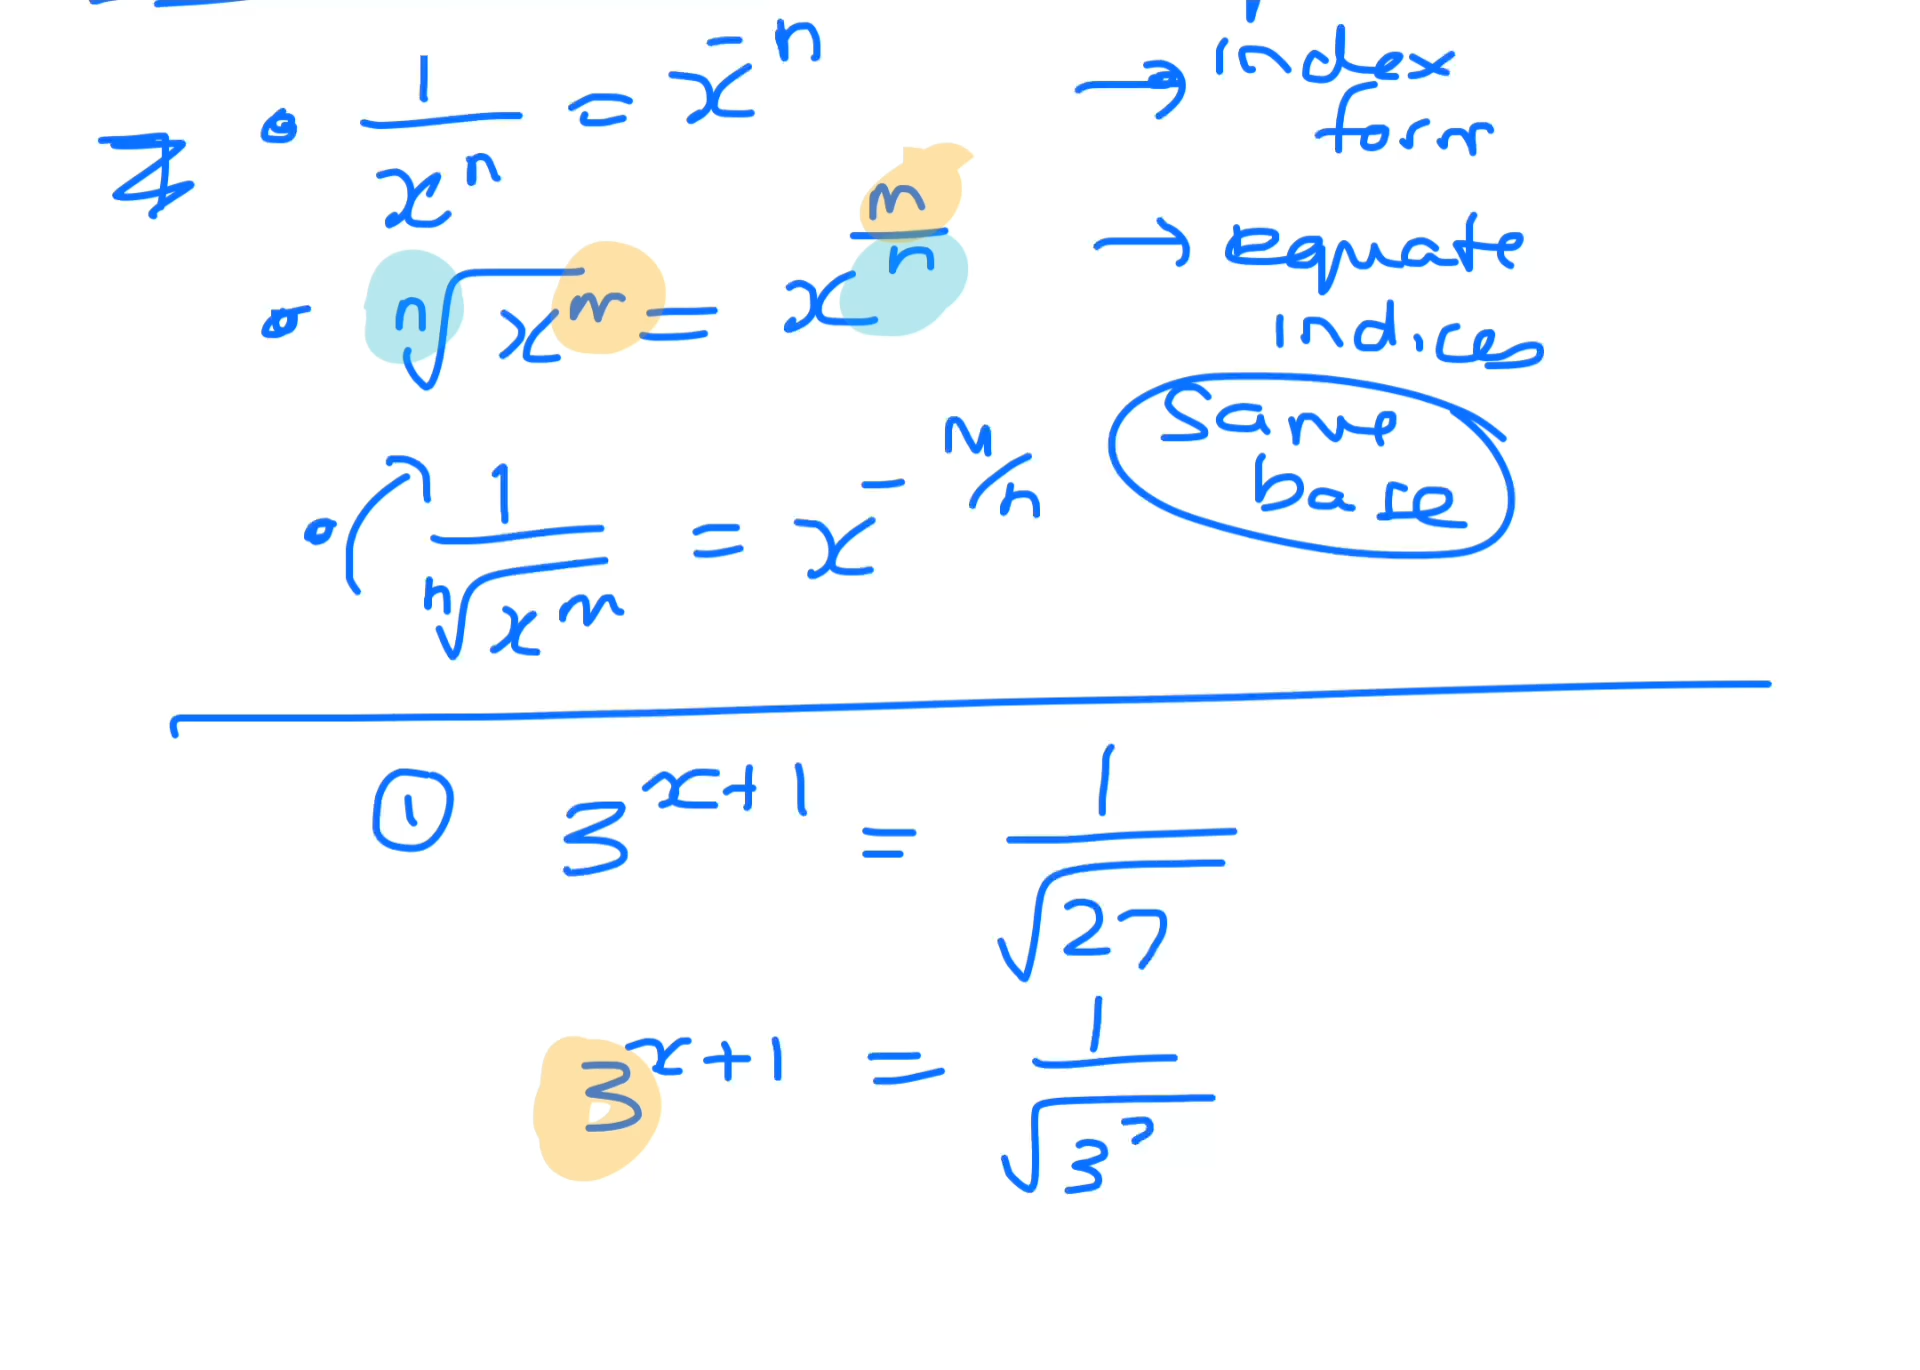 1/xⁿ = x⁻ⁿ
ⁿ√xᵐ = x^(m/n)
1/ⁿ√xᵐ = x^(-m/n)
→ index
form
→ equate
indices
Same
base
① 3^(x+1) = 1/√27
3^(x+1) = 1/√3³